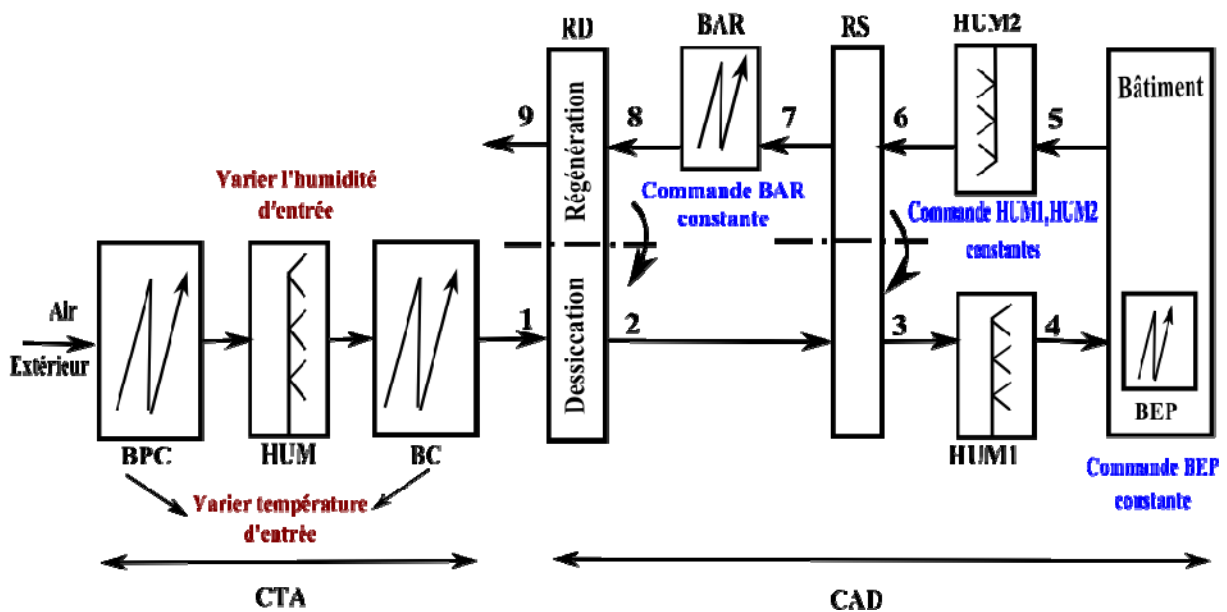 RD
BAR
RS
HUM2
Régénération
Bâtiment
9
8
7
6
5
Varier l'humidité
d'entrée
Commande BAR
constante
Commande HUM1,HUM2
constantes
Air
Extérieur
1
Dessiccation
2
3
4
BPC
HUM
BC
HUM1
BEP
Commande BEP
constante
Varier température
d'entrée
CTA
CAD